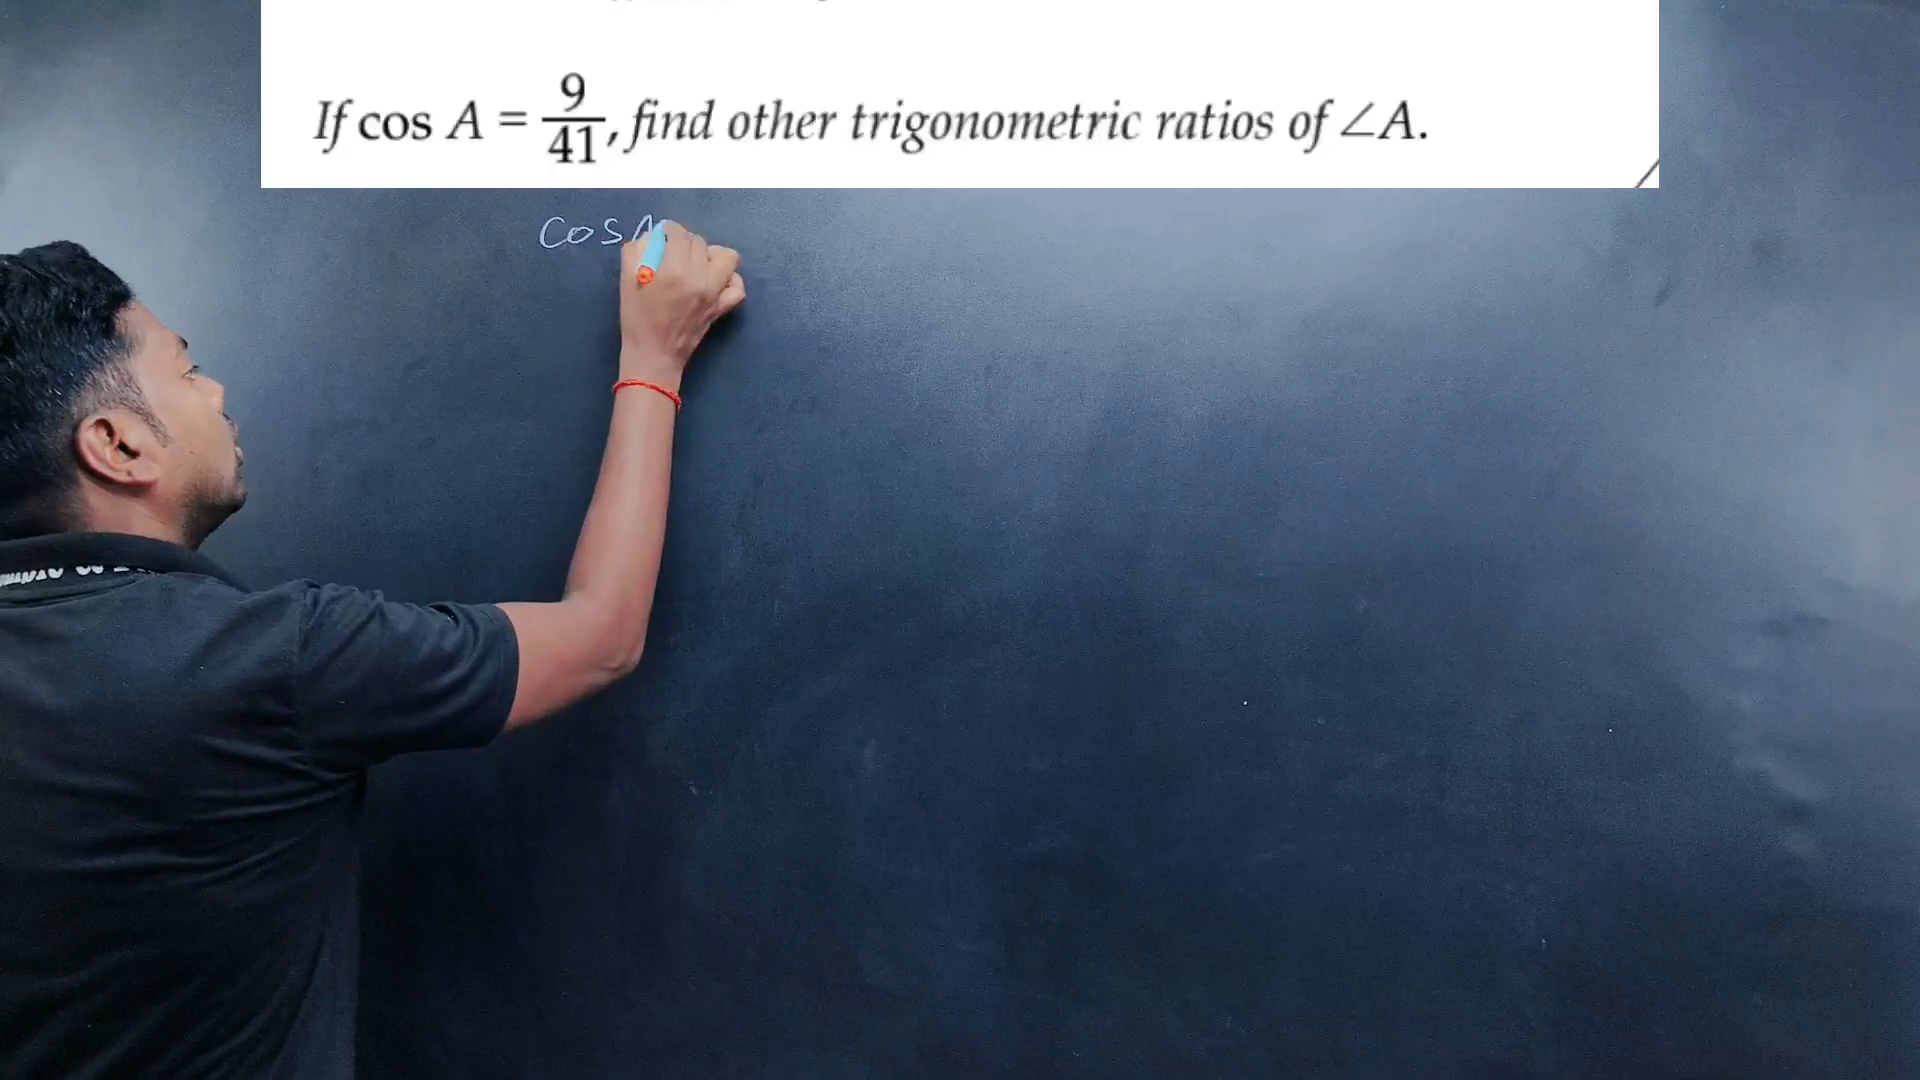 If cos A = 9/41, find other trigonometric ratios of ∠A.
cos A